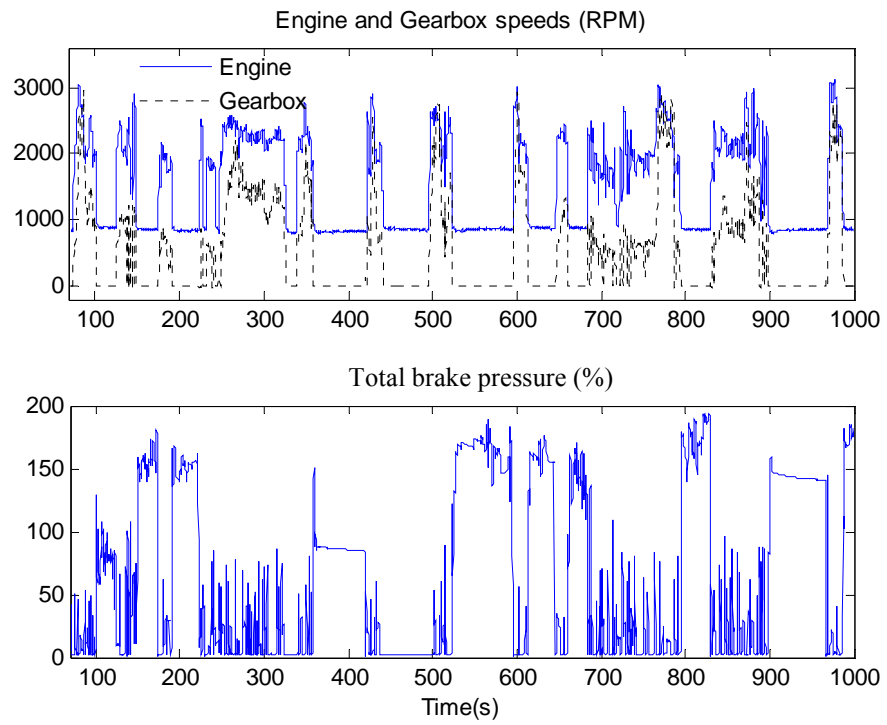 Engine and Gearbox speeds (RPM)
Engine
Gearbox
3000
2000
1000
0
100 200 300 400 500 600 700 800 900 1000
Total brake pressure (%)
200
150
100
50
0
100 200 300 400 500 600 700 800 900 1000
Time(s)